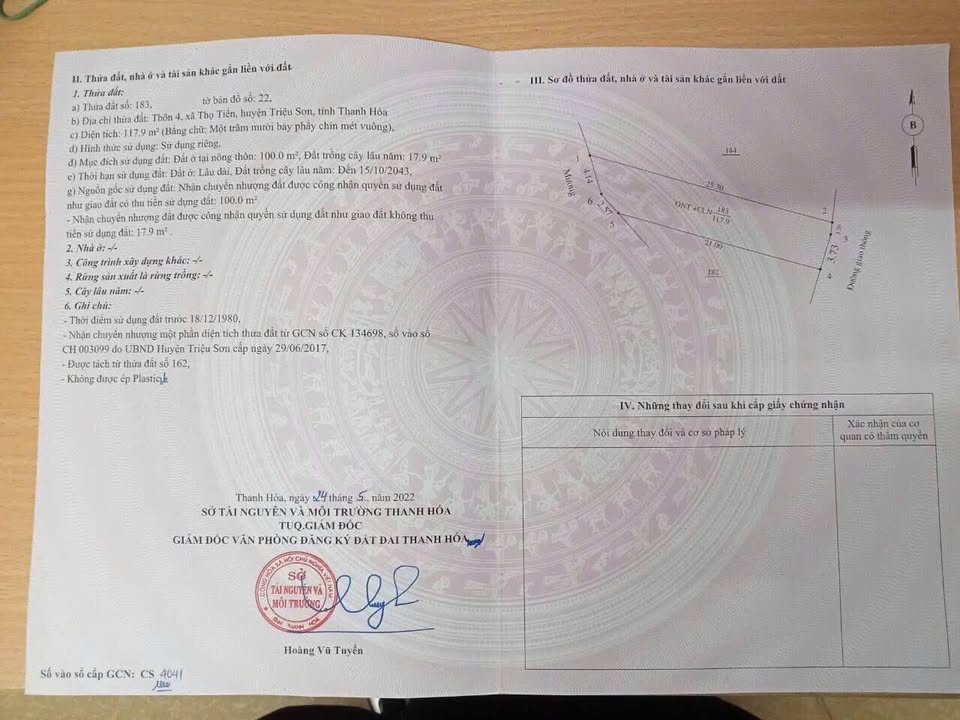 II. Thửa đất, nhà ở và tài sản khác gắn liền với đất
1. Thửa đất:
a) Thửa đất số: 183, tờ bản đồ số: 22,
b) Địa chỉ thửa đất: Thôn 4, xã Thọ Tiến, huyện Triệu Sơn, tỉnh Thanh Hóa
c) Diện tích: 117.9 m² (Bằng chữ: Một trăm mười bảy phẩy chín mét vuông),
d) Hình thức sử dụng: Sử dụng riêng,
đ) Mục đích sử dụng đất: Đất ở tại nông thôn: 100.0 m², Đất trồng cây lâu năm: 17.9 m²
e) Thời hạn sử dụng đất: Đất ở: Lâu dài, Đất trồng cây lâu năm: Đến 15/10/2043,
g) Nguồn gốc sử dụng đất: Nhận chuyển nhượng đất được công nhận quyền sử dụng đất
như giao đất có thu tiền sử dụng đất: 100.0 m²
- Nhận chuyển nhượng đất được công nhận quyền sử dụng đất như giao đất không thu
tiền sử dụng đất: 17.9 m² .
2. Nhà ở: -/-
3. Công trình xây dựng khác: -/-
4. Rừng sản xuất là rừng trồng: -/-
5. Cây lâu năm: -/-
6. Ghi chú:
- Thời điểm sử dụng đất trước 18/12/1980,
- Nhận chuyển nhượng một phần diện tích thửa đất từ GCN số CK 134698, số vào sổ
CH 003099 do UBND Huyện Triệu Sơn cấp ngày 29/06/2017,
- Được tách từ thửa đất số 162,
- Không được ép Plastic
Thanh Hóa, ngày 24 tháng 5.. năm 2022
SỞ TÀI NGUYÊN VÀ MÔI TRƯỜNG THANH HÓA
TUQ.GIÁM ĐỐC
GIÁM ĐỐC VĂN PHÒNG ĐĂNG KÝ ĐẤT ĐAI THANH HÓA
SỞ
TÀI NGUYÊN VÀ
MÔI TRƯỜNG
Hoàng Vũ Tuyến
Số vào sổ cấp GCN: CS 4041
III. Sơ đồ thửa đất, nhà ở và tài sản khác gắn liền với đất
B
184
1
4.14
25.50
Mương
ONT+CLN 183
117.9
2
6
2.57
5
3
3.73
21.00
4
182
Đường giao thông
IV. Những thay đổi sau khi cấp giấy chứng nhận
Nội dung thay đổi và cơ sở pháp lý
Xác nhận của cơ
quan có thẩm quyền